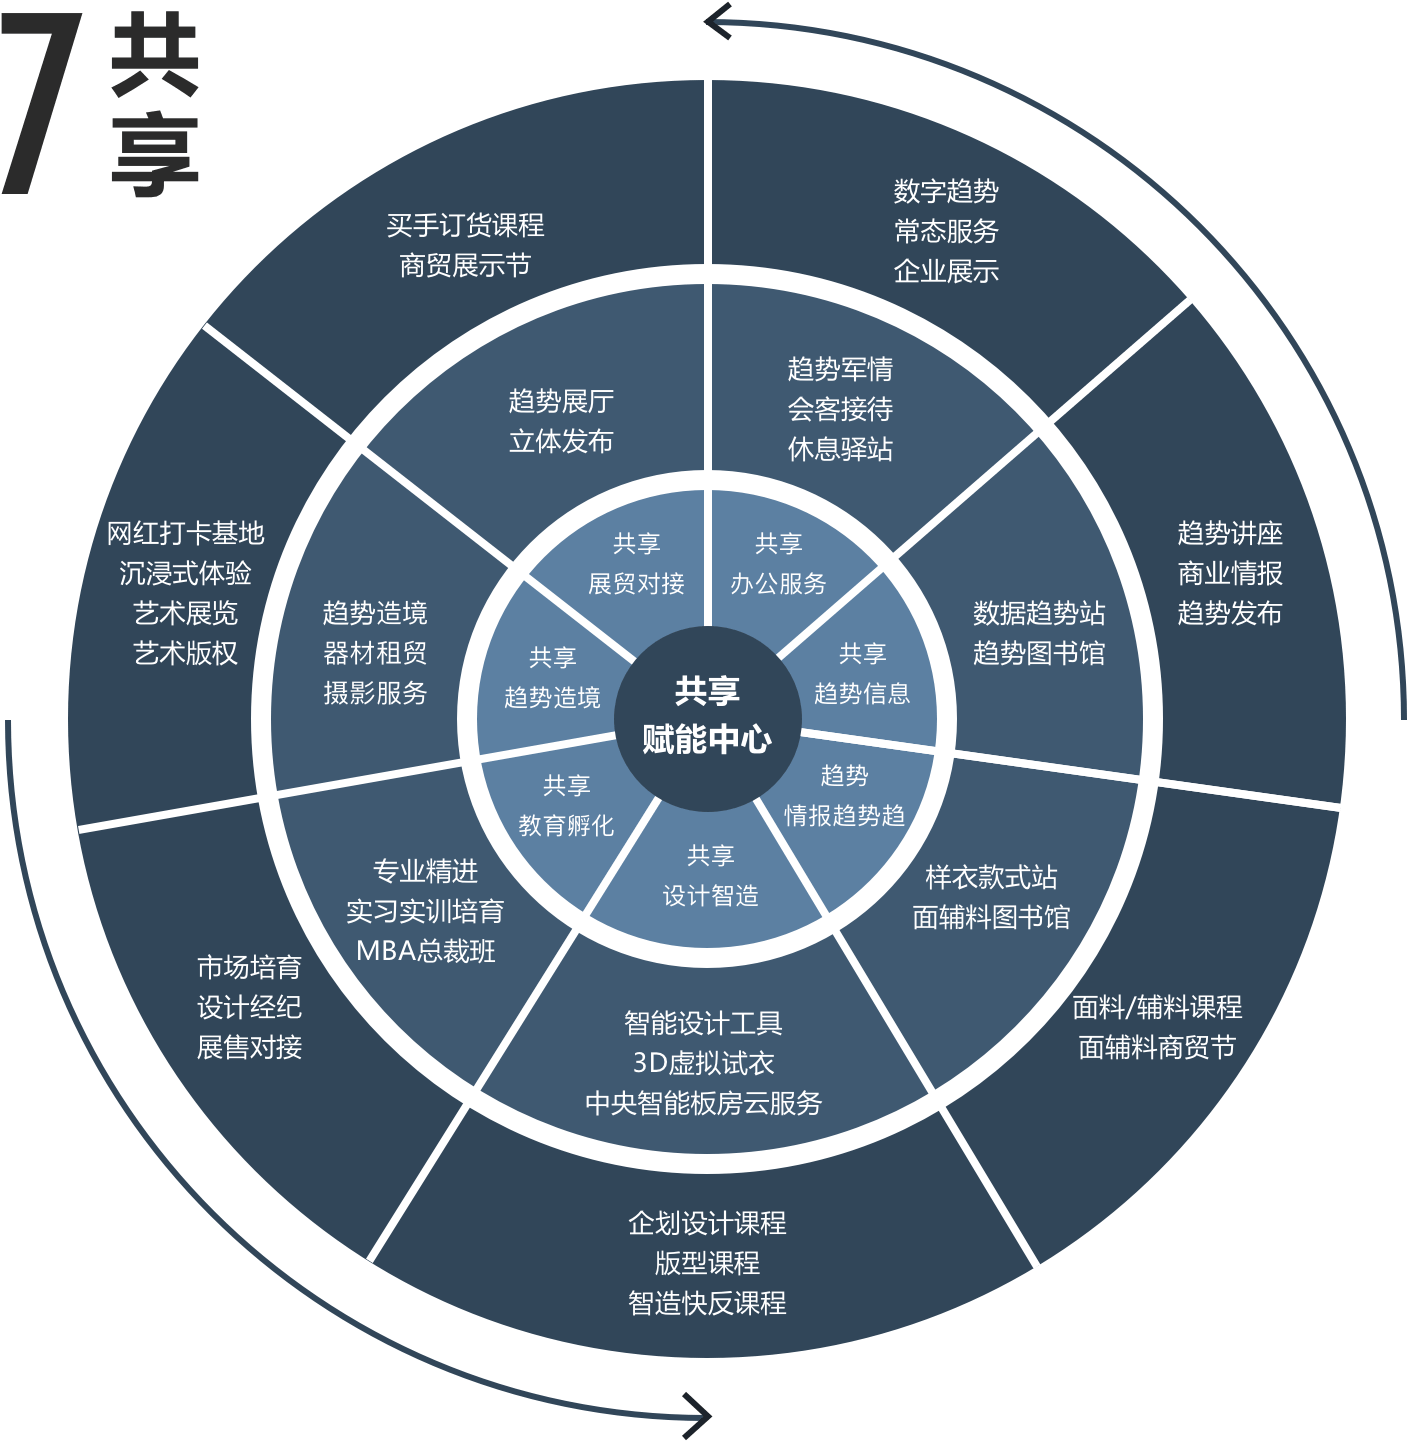 7共
享
买手订货课程
商贸展示节
数字趋势
常态服务
企业展示
趋势展厅
立体发布
趋势军情
会客接待
休息驿站
网红打卡基地
沉浸式体验
艺术展览
艺术版权
趋势造境
器材租贸
摄影服务
共享
展贸对接
共享
办公服务
共享
趋势造境
共享
趋势信息
数据趋势站
趋势图书馆
趋势讲座
商业情报
趋势发布
共享
赋能中心
共享
教育孵化
趋势
情报趋势趋
共享
设计智造
专业精进
实习实训培育
MBA总裁班
样衣款式站
面辅料图书馆
市场培育
设计经纪
展售对接
智能设计工具
3D虚拟试衣
中央智能板房云服务
面料/辅料课程
面辅料商贸节
企划设计课程
版型课程
智造快反课程